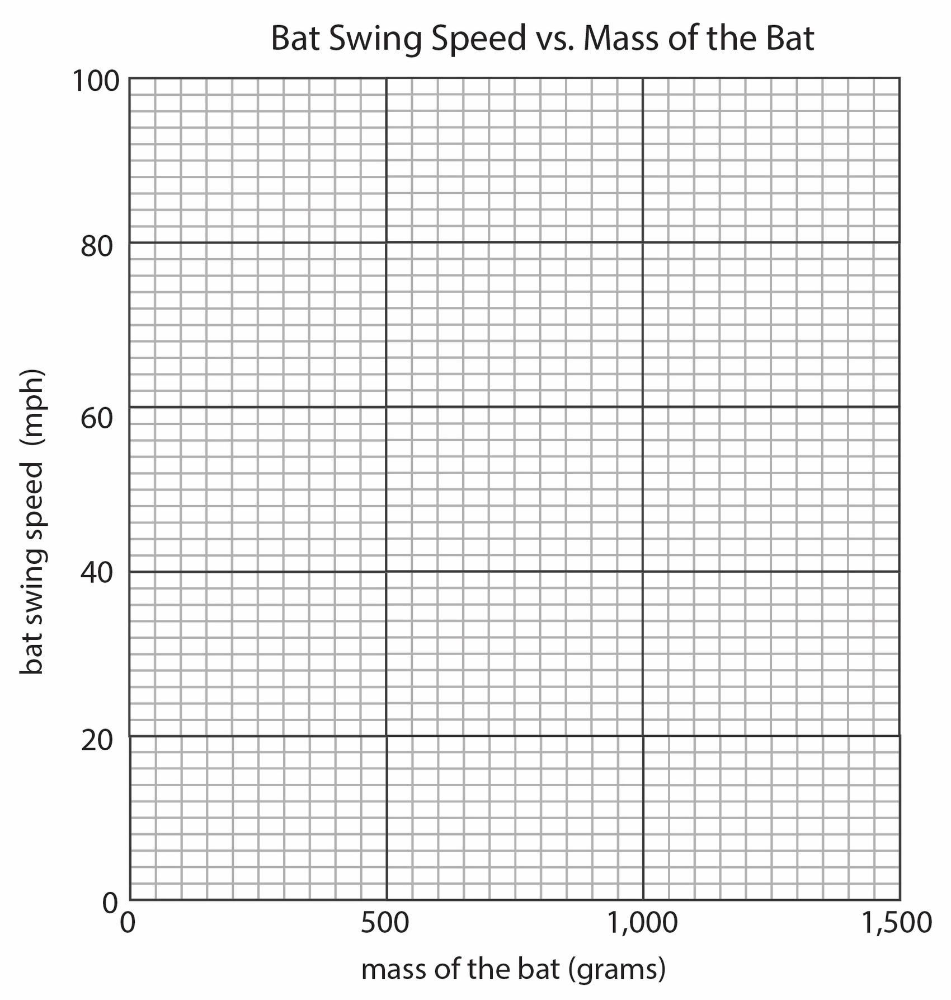 Bat Swing Speed vs. Mass of the Bat
100
80
60
40
20
0
bat swing speed (mph)
0 500 1,000 1,500
mass of the bat (grams)